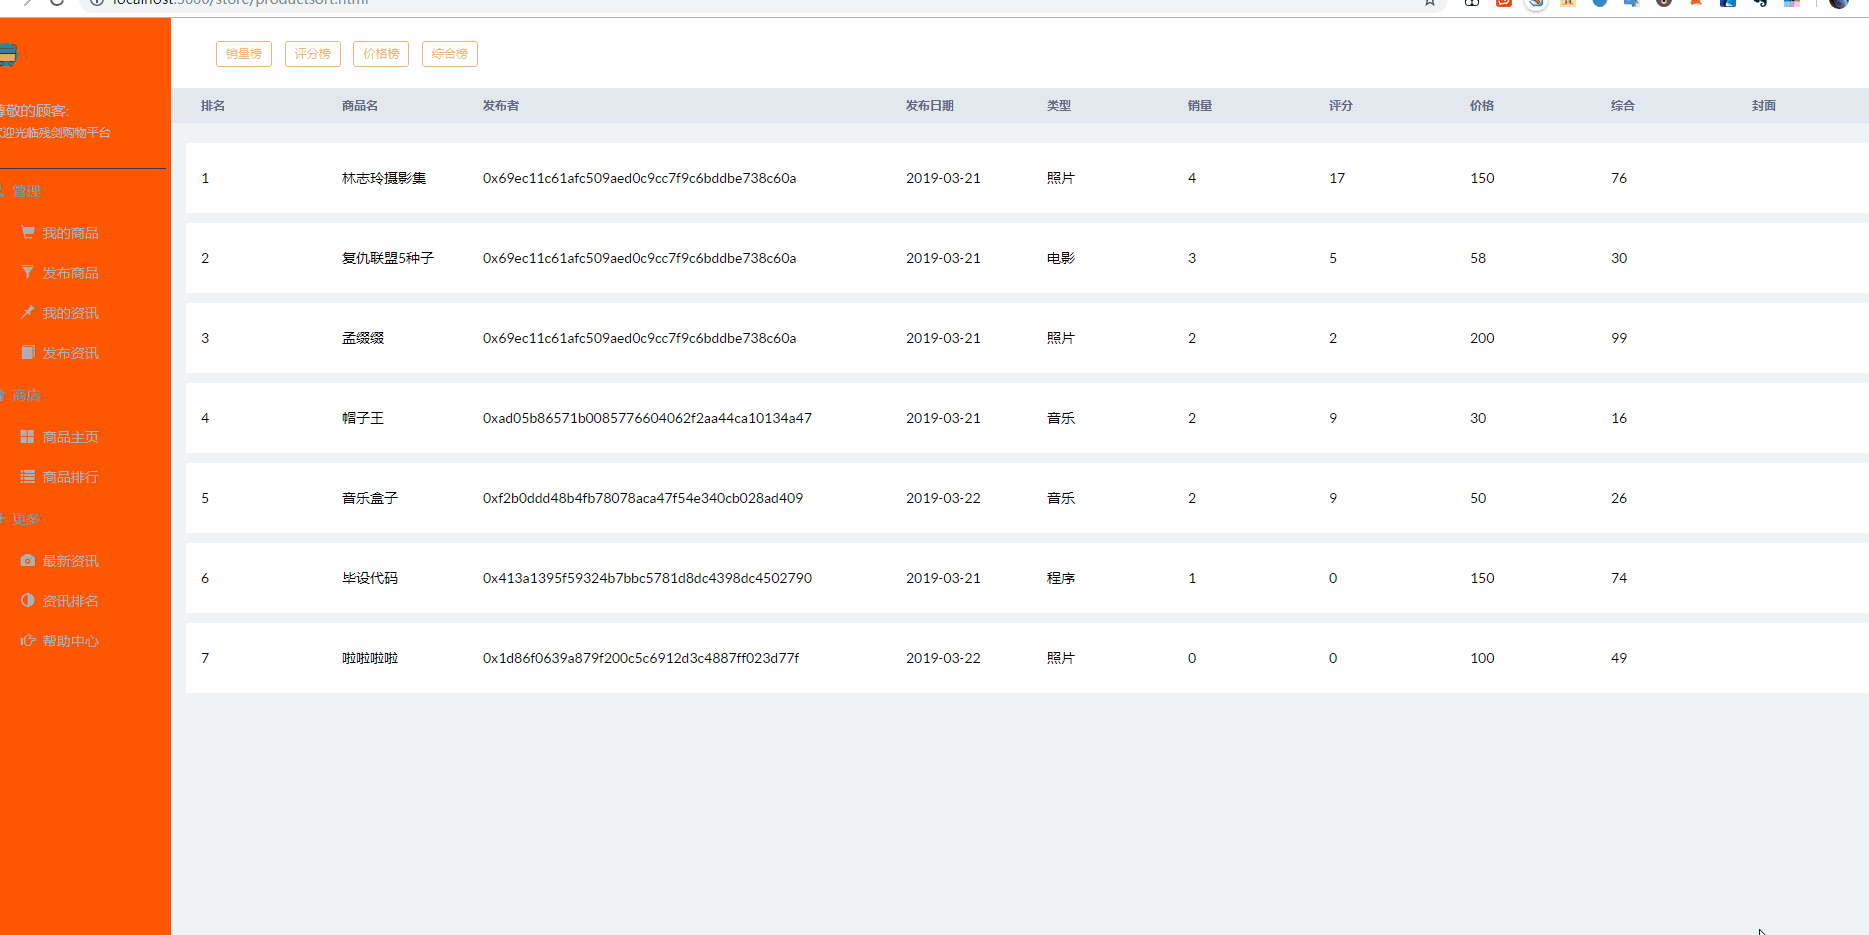 localhost:3000/store/productsort.html
尊敬的顾客:
欢迎光临残剑购物平台
管理
我的商品
发布商品
我的资讯
发布资讯
商店
商品主页
商品排行
更多
最新资讯
资讯排名
帮助中心
销量榜 评分榜 价格榜 综合榜
排名 商品名 发布者 发布日期 类型 销量 评分 价格 综合 封面
1 林志玲摄影集 0x69ec11c61afc509aed0c9cc7f9c6bddbe738c60a 2019-03-21 照片 4 17 150 76
2 复仇联盟5种子 0x69ec11c61afc509aed0c9cc7f9c6bddbe738c60a 2019-03-21 电影 3 5 58 30
3 孟缀缀 0x69ec11c61afc509aed0c9cc7f9c6bddbe738c60a 2019-03-21 照片 2 2 200 99
4 帽子王 0xad05b86571b0085776604062f2aa44ca10134a47 2019-03-21 音乐 2 9 30 16
5 音乐盒子 0xf2b0ddd48b4fb78078aca47f54e340cb028ad409 2019-03-22 音乐 2 9 50 26
6 毕设代码 0x413a1395f59324b7bbc5781d8dc4398dc4502790 2019-03-21 程序 1 0 150 74
7 啦啦啦啦 0x1d86f0639a879f200c5c6912d3c4887ff023d77f 2019-03-22 照片 0 0 100 49